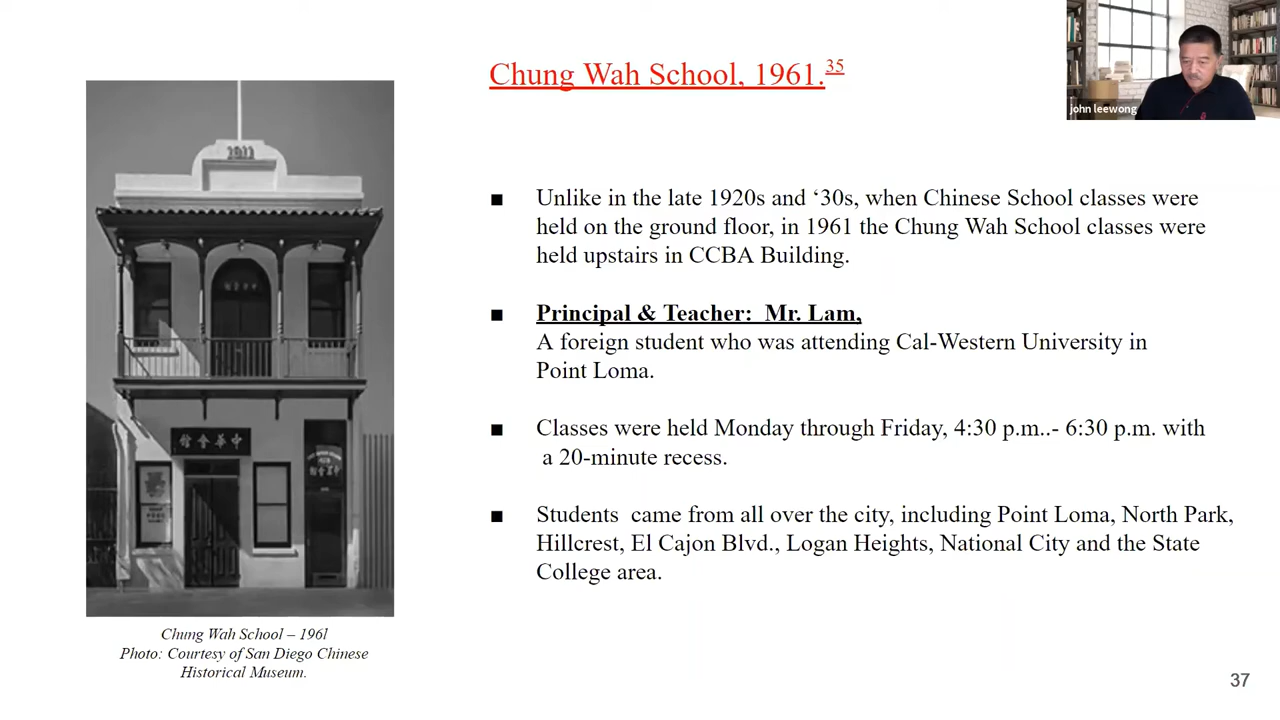 Chung Wah School, 1961.35
john leewong
1911
中華會館
■ Unlike in the late 1920s and ‘30s, when Chinese School classes were
held on the ground floor, in 1961 the Chung Wah School classes were
held upstairs in CCBA Building.
■ Principal & Teacher: Mr. Lam,
A foreign student who was attending Cal-Western University in
Point Loma.
■ Classes were held Monday through Friday, 4:30 p.m..- 6:30 p.m. with
a 20-minute recess.
■ Students came from all over the city, including Point Loma, North Park,
Hillcrest, El Cajon Blvd., Logan Heights, National City and the State
College area.
Chung Wah School – 196l
Photo: Courtesy of San Diego Chinese
Historical Museum.
37